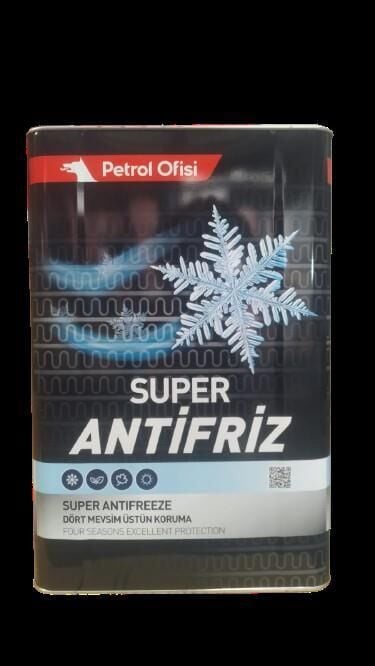 Petrol Ofisi
SUPER
ANTİFRİZ
SUPER ANTIFREEZE
DÖRT MEVSİM ÜSTÜN KORUMA
FOUR SEASONS EXCELLENT PROTECTION